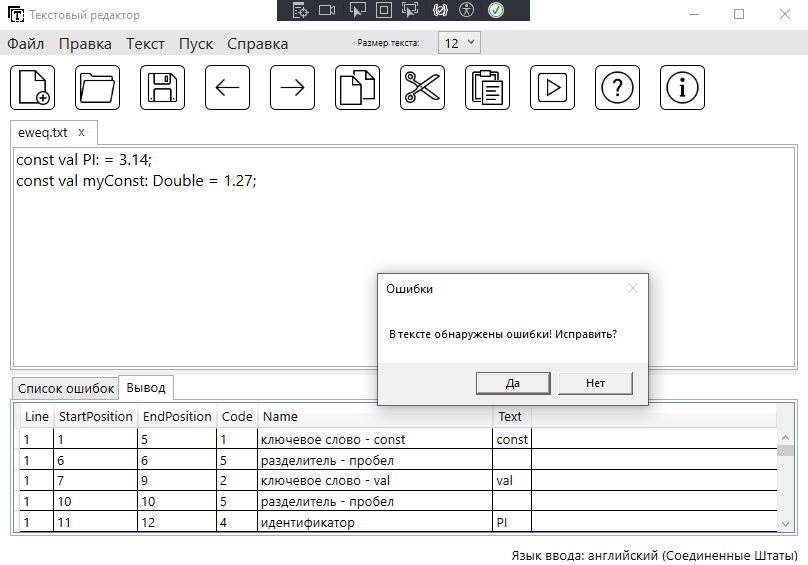 Текстовый редактор
Файл Правка Текст Пуск Справка Размер текста: 12
eweq.txt x
const val PI: = 3.14;
const val myConst: Double = 1.27;
Ошибки
В тексте обнаружены ошибки! Исправить?
Да Нет
Список ошибок Вывод
Line StartPosition EndPosition Code Name Text
1 1 5 1 ключевое слово - const const
1 6 6 5 разделитель - пробел
1 7 9 2 ключевое слово - val val
1 10 10 5 разделитель - пробел
1 11 12 4 идентификатор PI
Язык ввода: английский (Соединенные Штаты)